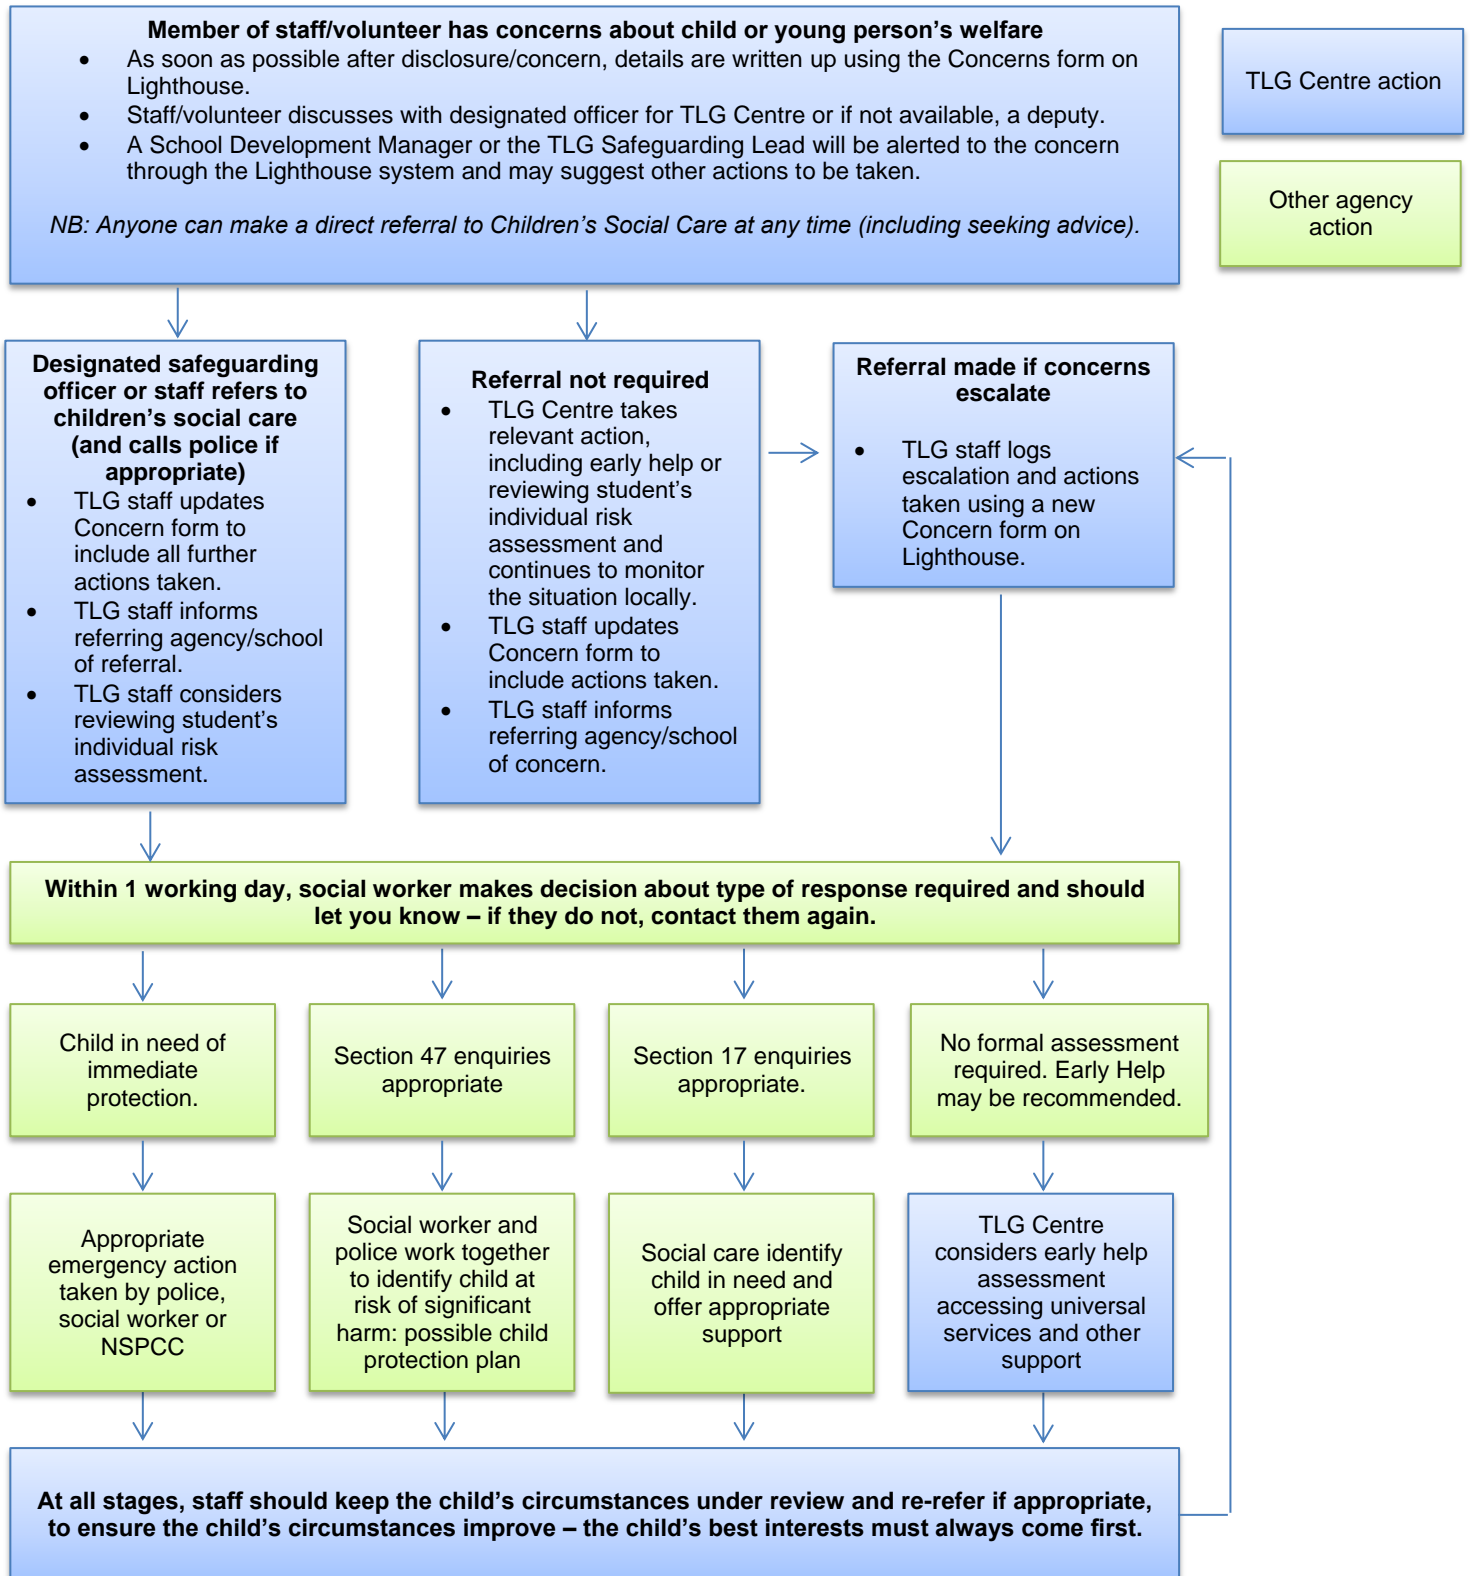 Member of staff/volunteer has concerns about child or young person’s welfare
• As soon as possible after disclosure/concern, details are written up using the Concerns form on
Lighthouse.
• Staff/volunteer discusses with designated officer for TLG Centre or if not available, a deputy.
• A School Development Manager or the TLG Safeguarding Lead will be alerted to the concern
through the Lighthouse system and may suggest other actions to be taken.
NB: Anyone can make a direct referral to Children’s Social Care at any time (including seeking advice).
TLG Centre action
Other agency
action
Designated safeguarding
officer or staff refers to
children’s social care
(and calls police if
appropriate)
• TLG staff updates
Concern form to
include all further
actions taken.
• TLG staff informs
referring agency/school
of referral.
• TLG staff considers
reviewing student’s
individual risk
assessment.
Referral not required
• TLG Centre takes
relevant action,
including early help or
reviewing student’s
individual risk
assessment and
continues to monitor
the situation locally.
• TLG staff updates
Concern form to
include actions taken.
• TLG staff informs
referring agency/school
of concern.
Referral made if concerns
escalate
• TLG staff logs
escalation and actions
taken using a new
Concern form on
Lighthouse.
Within 1 working day, social worker makes decision about type of response required and should
let you know – if they do not, contact them again.
Child in need of
immediate
protection.
Section 47 enquiries
appropriate
Section 17 enquiries
appropriate.
No formal assessment
required. Early Help
may be recommended.
Appropriate
emergency action
taken by police,
social worker or
NSPCC
Social worker and
police work together
to identify child at
risk of significant
harm: possible child
protection plan
Social care identify
child in need and
offer appropriate
support
TLG Centre
considers early help
assessment
accessing universal
services and other
support
At all stages, staff should keep the child’s circumstances under review and re-refer if appropriate,
to ensure the child’s circumstances improve – the child’s best interests must always come first.